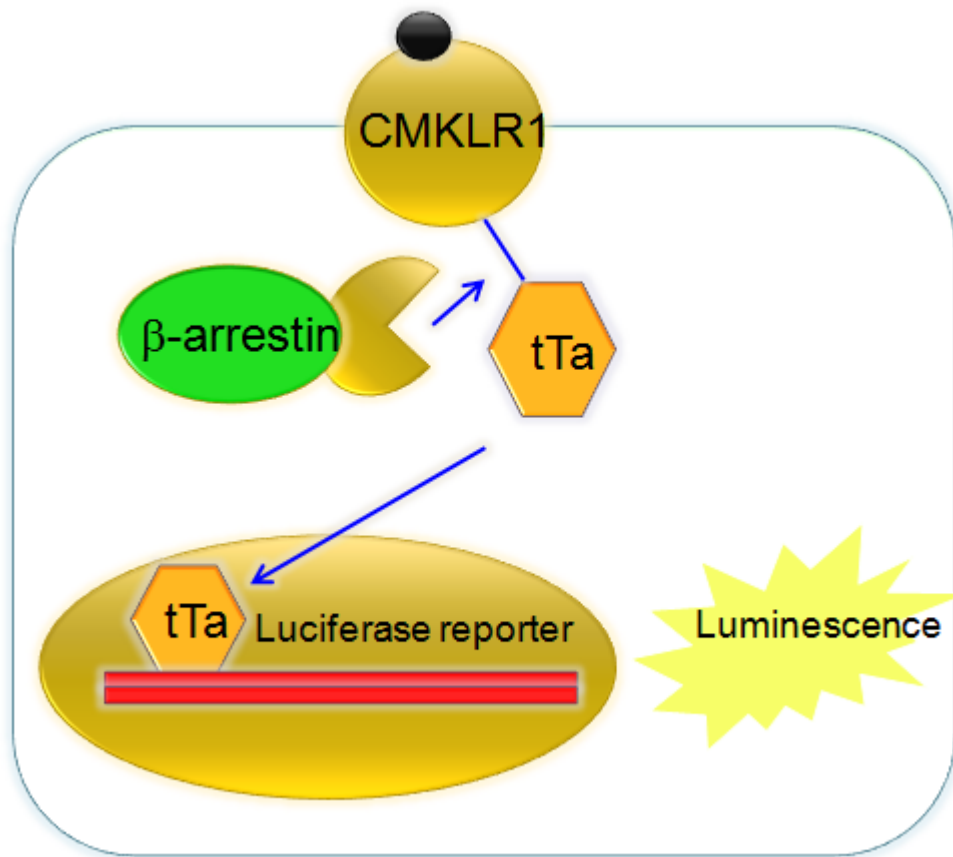 CMKLR1
β-arrestin
tTa
tTa
Luciferase reporter
Luminescence